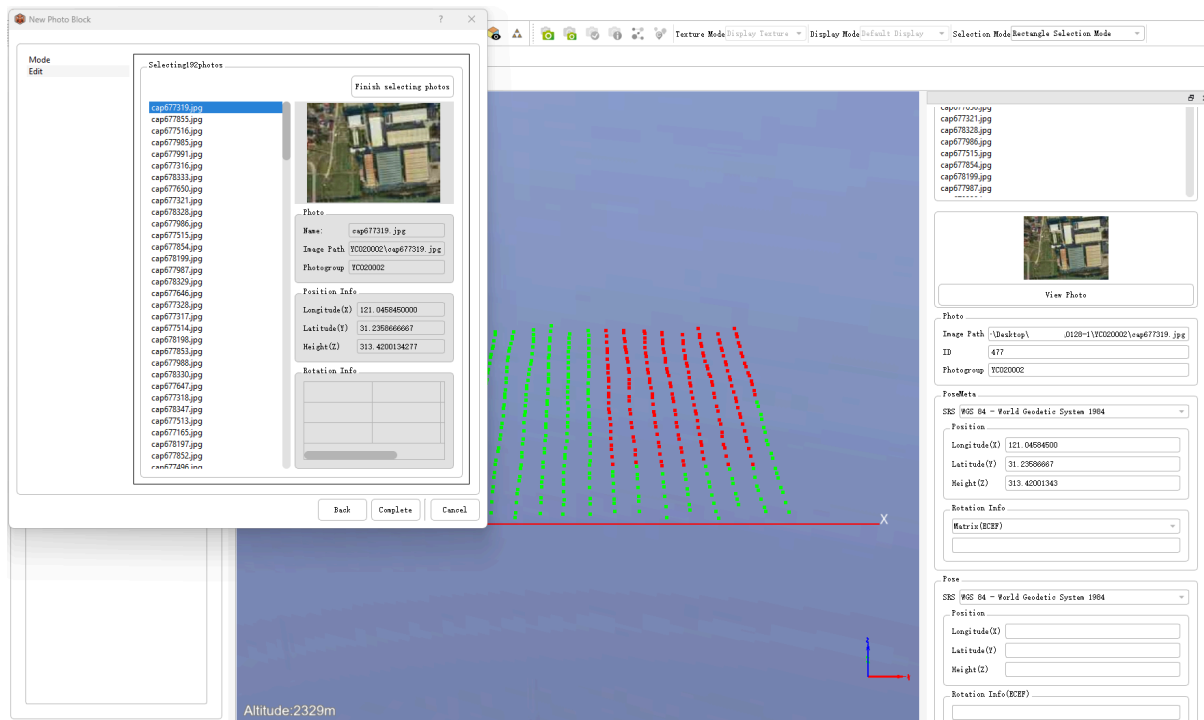 New Photo Block
?
Texture Mode Display Texture
Display Mode Default Display
Selection Mode Rectangle Selection Mode
Mode
Edit
Selecting192photos
Finish selecting photos
cap677319.jpg
cap677855.jpg
cap677516.jpg
cap677985.jpg
cap677991.jpg
cap677316.jpg
cap678333.jpg
cap677650.jpg
cap677321.jpg
cap678328.jpg
cap677986.jpg
cap677515.jpg
cap677854.jpg
cap678199.jpg
cap677987.jpg
cap678329.jpg
cap677646.jpg
cap677328.jpg
cap677317.jpg
cap677514.jpg
cap678198.jpg
cap677853.jpg
cap677988.jpg
cap678330.jpg
cap677647.jpg
cap677318.jpg
cap678347.jpg
cap677513.jpg
cap677165.jpg
cap678197.jpg
cap677852.jpg
cap677496.jpg
Photo
Name: cap677319.jpg
Image Path YC020002\cap677319.jpg
Photogroup YC020002
Position Info
Longitude(X) 121.0458450000
Latitude(Y) 31.2358666667
Height(Z) 313.4200134277
Rotation Info
Back
Complete
Cancel
X
Z
Altitude:2329m
cap677650.jpg
cap677321.jpg
cap678328.jpg
cap677986.jpg
cap677515.jpg
cap677854.jpg
cap678199.jpg
cap677987.jpg
View Photo
Photo
Image Path \Desktop\ .0128-1\YC020002\cap677319.jpg
ID 477
Photogroup YC020002
PoseMeta
SRS WGS 84 - World Geodetic System 1984
Position
Longitude(X) 121.04584500
Latitude(Y) 31.23586667
Height(Z) 313.42001343
Rotation Info
Matrix(ECEF)
Pose
SRS WGS 84 - World Geodetic System 1984
Position
Longitude(X)
Latitude(Y)
Height(Z)
Rotation Info(ECEF)